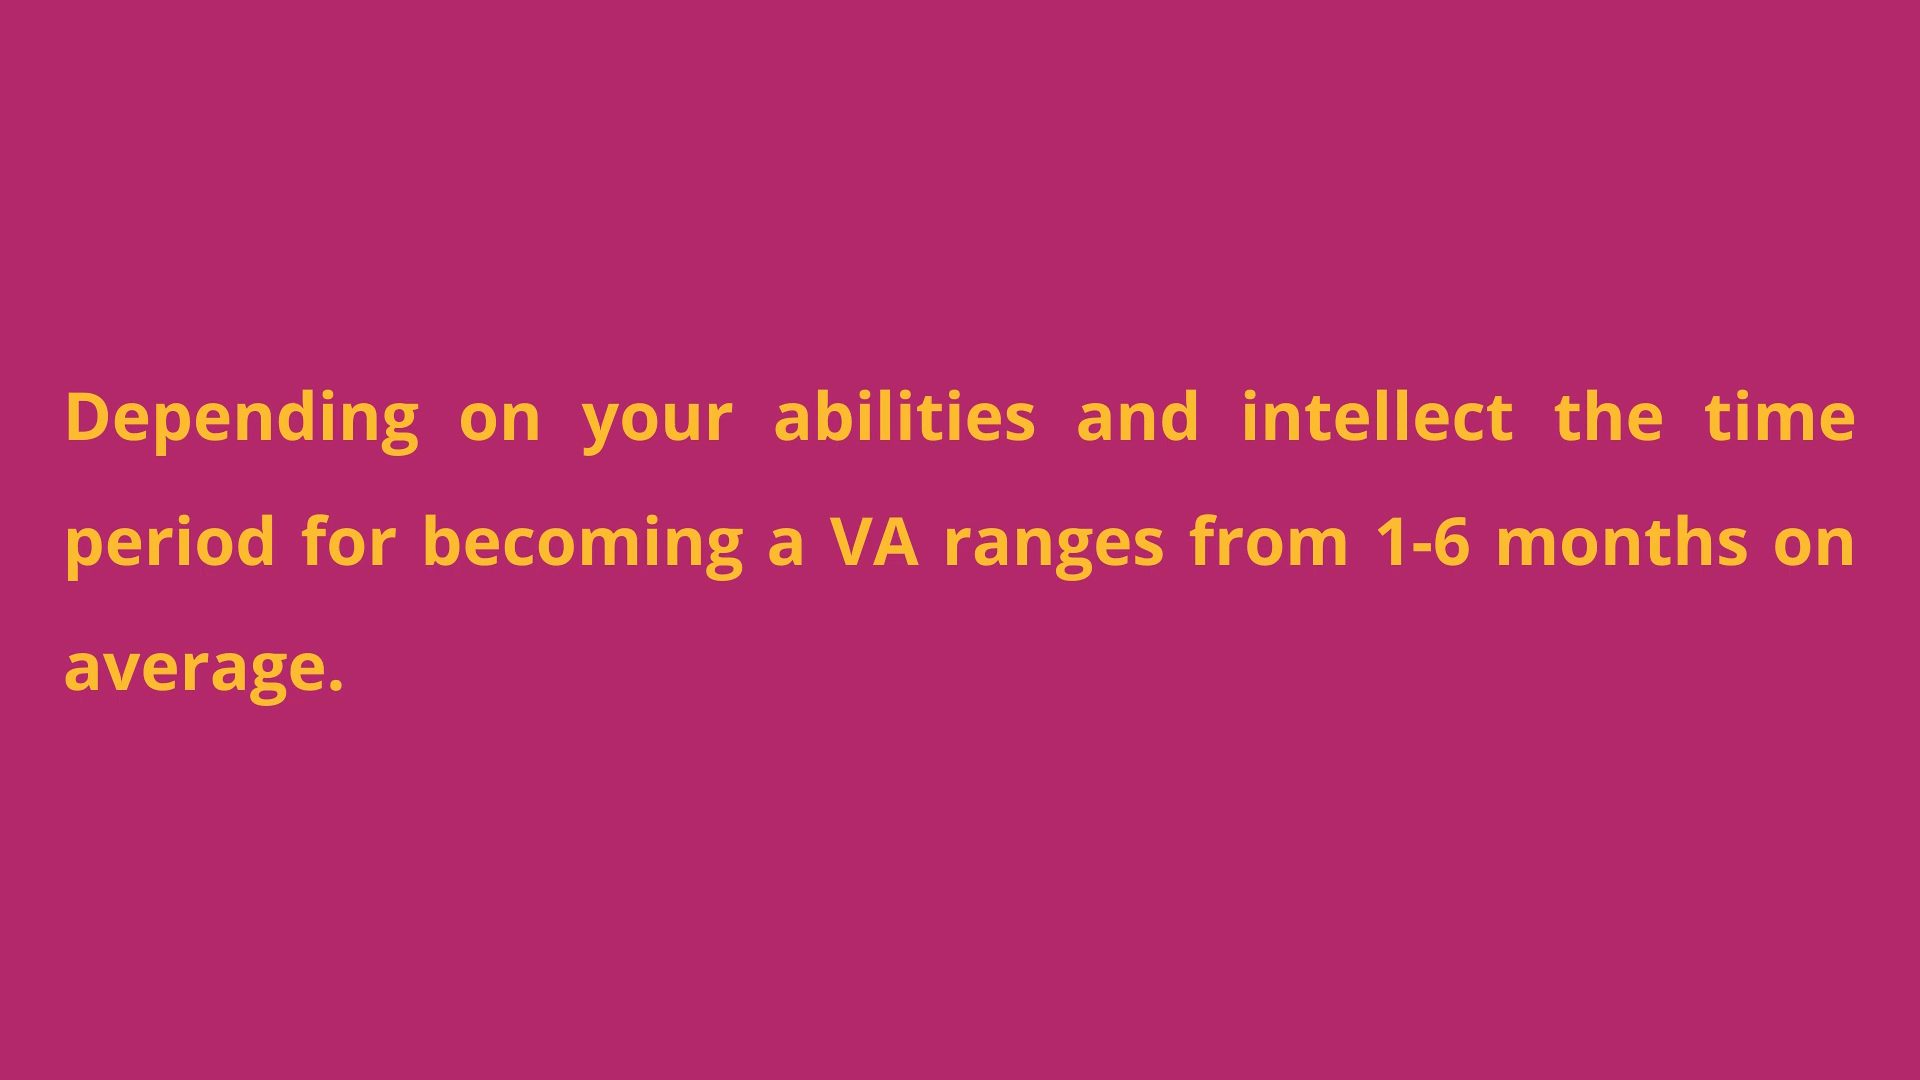 Depending on your abilities and intellect the time
period for becoming a VA ranges from 1-6 months on
average.